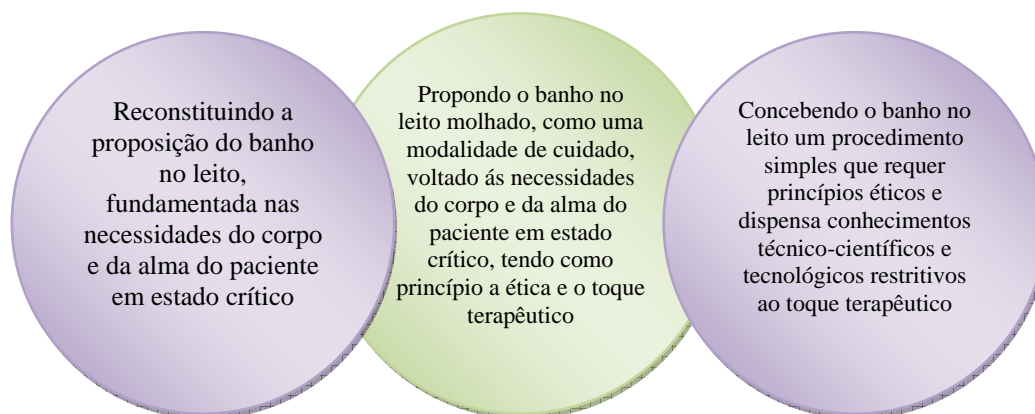 Reconstituindo a
proposição do banho
no leito,
fundamentada nas
necessidades do corpo
e da alma do paciente
em estado crítico
Propondo o banho no
leito molhado, como uma
modalidade de cuidado,
voltado ás necessidades
do corpo e da alma do
paciente em estado
crítico, tendo como
princípio a ética e o toque
terapêutico
Concebendo o banho no
leito um procedimento
simples que requer
princípios éticos e
dispensa conhecimentos
técnico-científicos e
tecnológicos restritivos
ao toque terapêutico